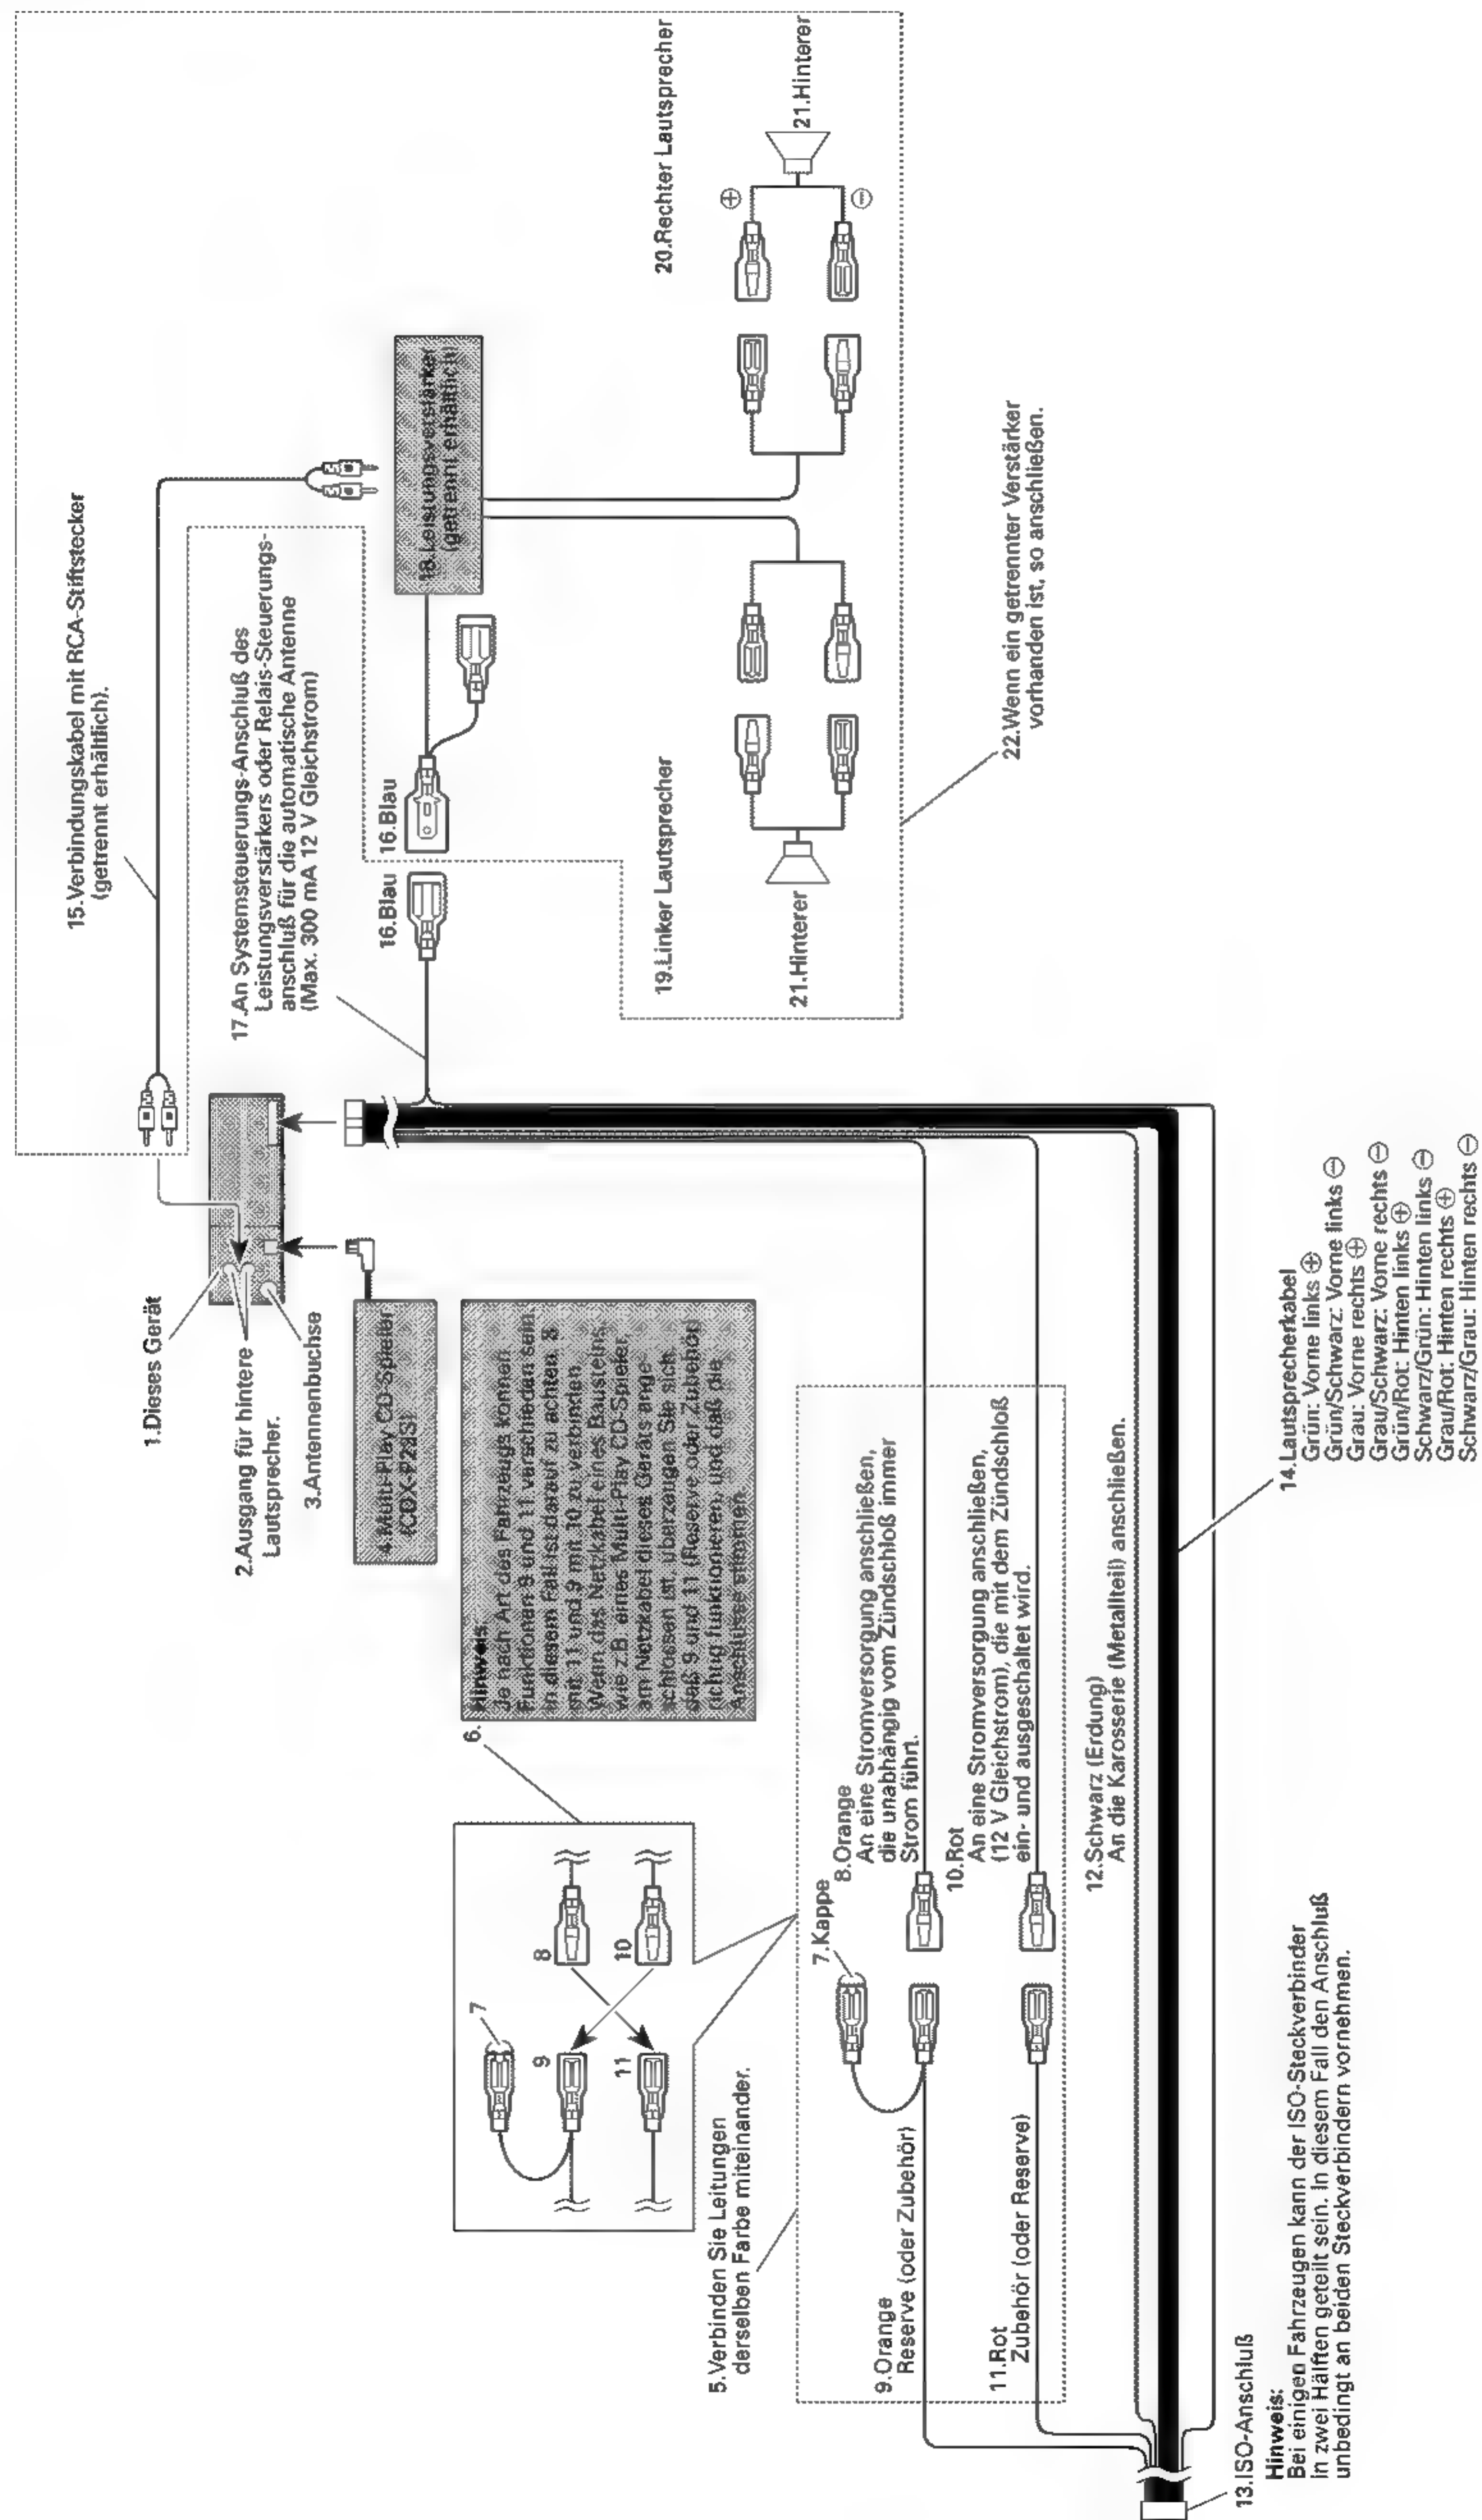 1.Dieses Gerät
2.Ausgang für hintere
Lautsprecher.
3.Antennenbuchse
4.Multi-Play CD-Spieler
5.Verbinden Sie Leitungen
derselben Farbe miteinander.
6.
Hinweis:
Je nach Art des Fahrzeugs können
Funktionen 9 und 11 verschieden sein.
In diesem Fall ist darauf zu achten, 8
mit 11 und 9 mit 10 zu verbinden.
Wenn das Netzkabel eines Bausteins,
wie z.B. eines Multi-Play CD-Spieler,
am Netzkabel dieses Geräts ange-
schlossen ist, überzeugen Sie sich,
daß 9 und 11 (Reserve oder Zubehör)
richtig funktionieren, und daß die
Anschlüsse stimmen.
7
8
9
10
11
7.Kappe
8.Orange
An eine Stromversorgung anschließen,
die unabhängig vom Zündschloß immer
Strom führt.
9.Orange
Reserve (oder Zubehör)
10.Rot
An eine Stromversorgung anschließen,
(12 V Gleichstrom), die mit dem Zündschloß
ein- und ausgeschaltet wird.
11.Rot
Zubehör (oder Reserve)
12.Schwarz (Erdung)
An die Karosserie (Metallteil) anschließen.
13.ISO-Anschluß
Hinweis:
Bei einigen Fahrzeugen kann der ISO-Steckverbinder
in zwei Hälften geteilt sein. In diesem Fall den Anschluß
unbedingt an beiden Steckverbindern vornehmen.
14.Lautsprecherkabel
Grün: Vorne links ⊕
Grün/Schwarz: Vorne links ⊖
Grau: Vorne rechts ⊕
Grau/Schwarz: Vorne rechts ⊖
Grün/Rot: Hinten links ⊕
Schwarz/Grün: Hinten links ⊖
Grau/Rot: Hinten rechts ⊕
Schwarz/Grau: Hinten rechts ⊖
15.Verbindungskabel mit RCA-Stiftstecker
(getrennt erhältlich).
16.Blau
16.Blau
17.An Systemsteuerungs-Anschluß des
Leistungsverstärkers oder Relais-Steuerungs-
anschluß für die automatische Antenne
(Max. 300 mA 12 V Gleichstrom)
18.Leistungsverstärker
(getrennt erhältlich)
19.Linker Lautsprecher
21.Hinterer
20.Rechter Lautsprecher
⊕
⊖
21.Hinterer
22.Wenn ein getrennter Verstärker
vorhanden ist, so anschließen.